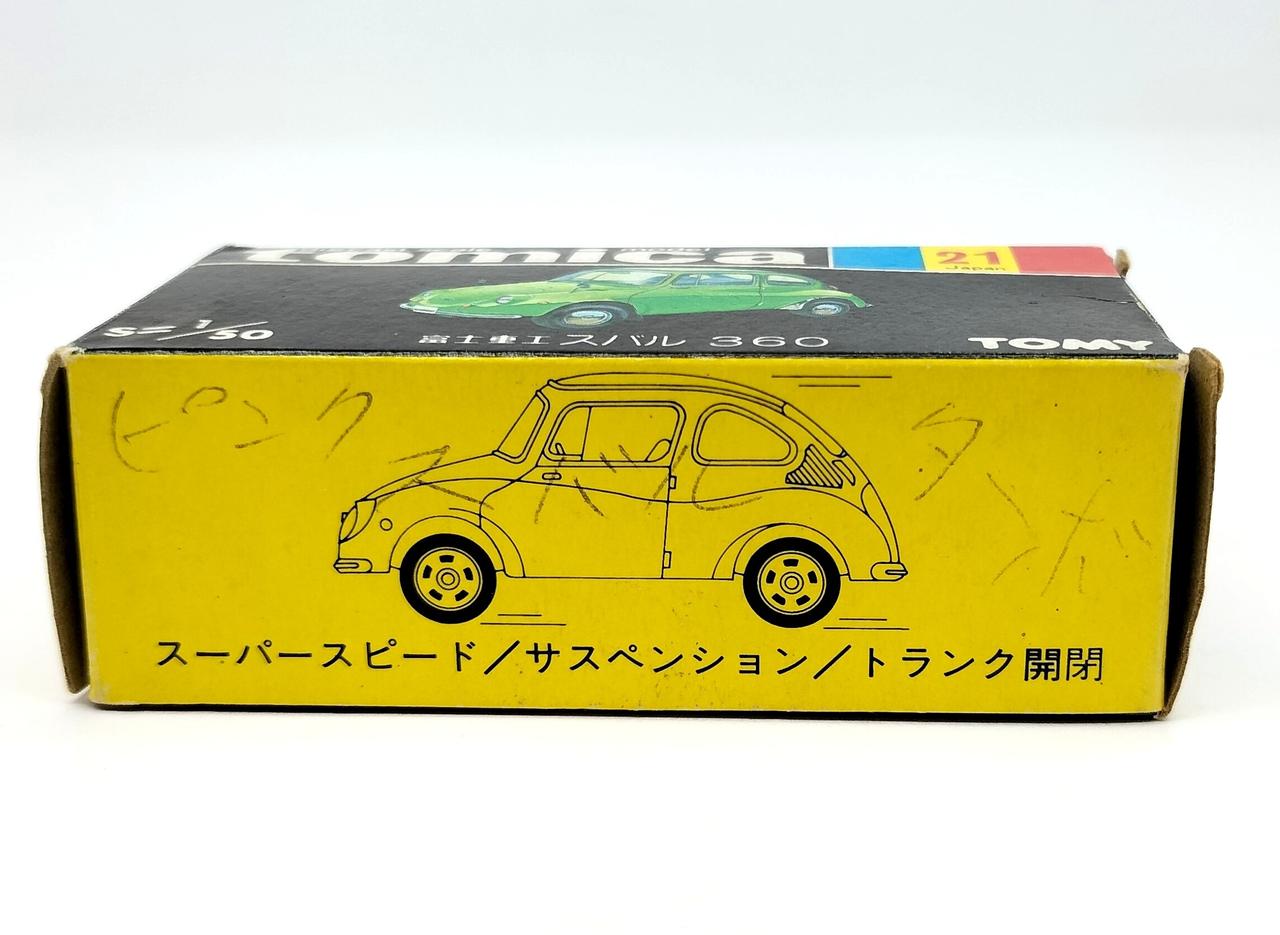 tomica
21
Japan
S=1/50
富士重工スバル 360
TOMY
ピンク
スバル
タ
スーパースピード/サスペンション/トランク開閉